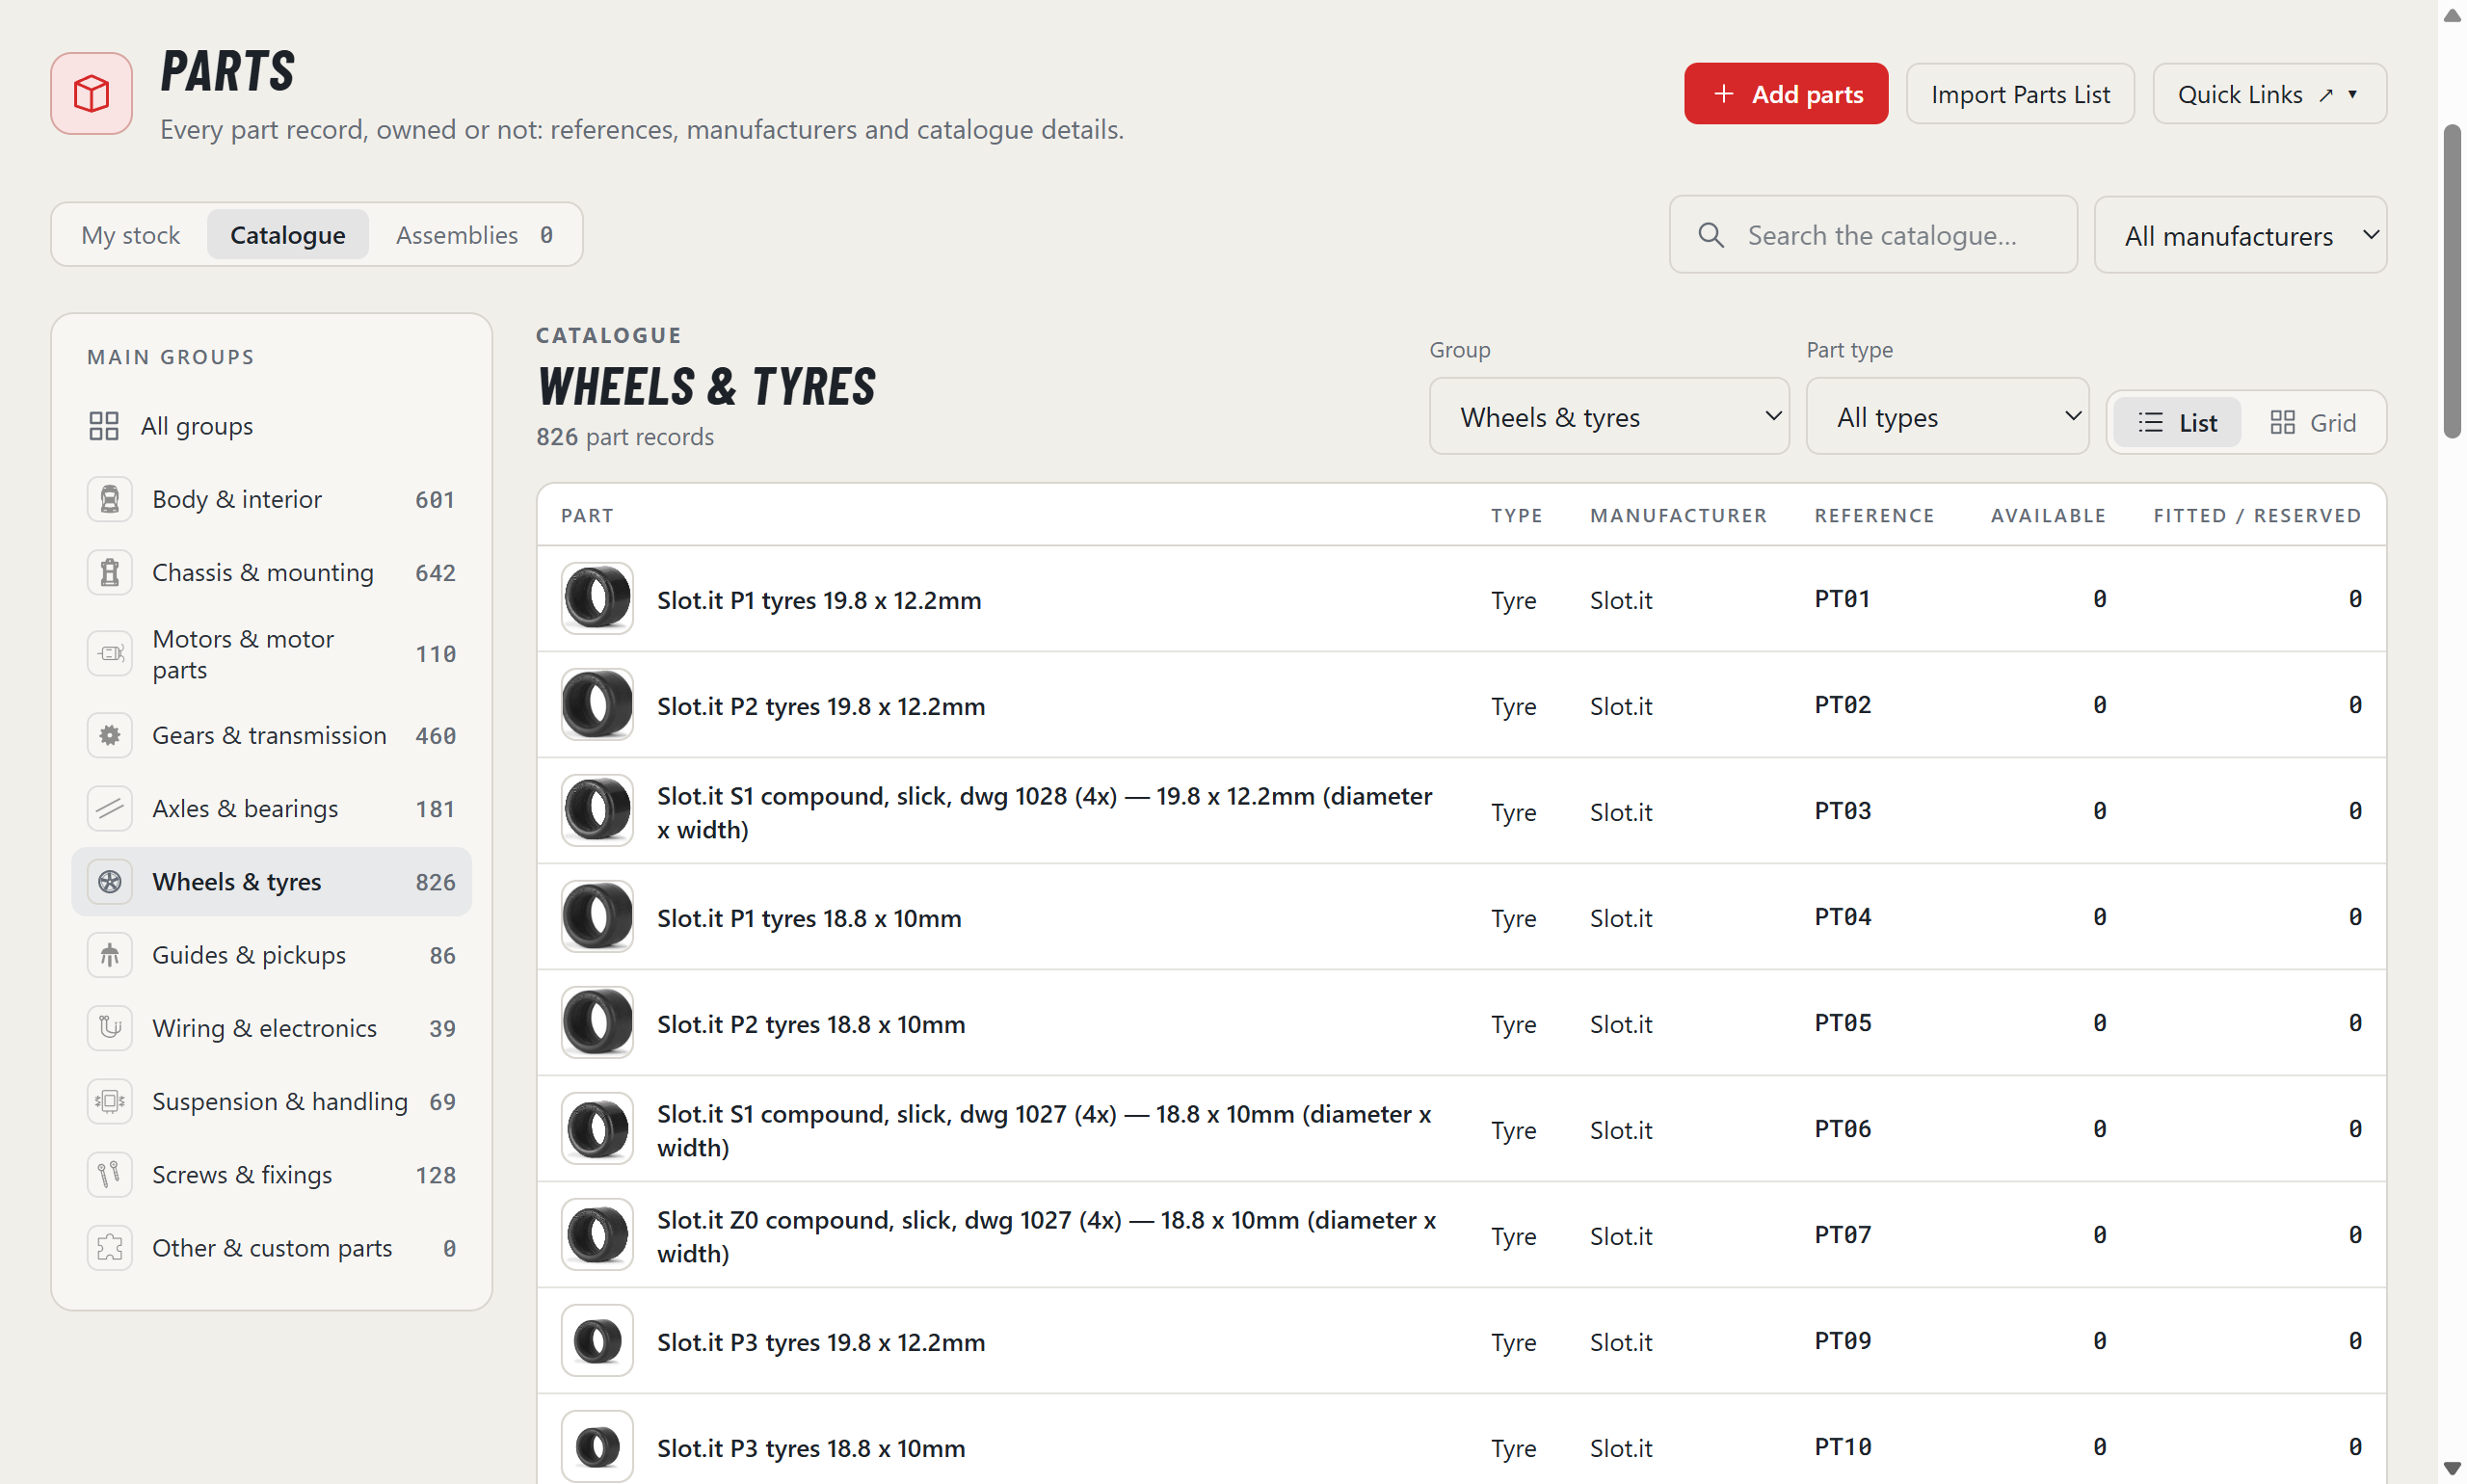 PARTS
Every part record, owned or not: references, manufacturers and catalogue details.
+ Add parts
Import Parts List
Quick Links ↗ ▼
My stock
Catalogue
Assemblies 0
Search the catalogue...
All manufacturers
MAIN GROUPS
All groups
Body & interior 601
Chassis & mounting 642
Motors & motor
parts 110
Gears & transmission 460
Axles & bearings 181
Wheels & tyres 826
Guides & pickups 86
Wiring & electronics 39
Suspension & handling 69
Screws & fixings 128
Other & custom parts 0
CATALOGUE
WHEELS & TYRES
826 part records
Group
Wheels & tyres
Part type
All types
List
Grid
PART TYPE MANUFACTURER REFERENCE AVAILABLE FITTED / RESERVED
Slot.it P1 tyres 19.8 x 12.2mm Tyre Slot.it PT01 0 0
Slot.it P2 tyres 19.8 x 12.2mm Tyre Slot.it PT02 0 0
Slot.it S1 compound, slick, dwg 1028 (4x) — 19.8 x 12.2mm (diameter
x width) Tyre Slot.it PT03 0 0
Slot.it P1 tyres 18.8 x 10mm Tyre Slot.it PT04 0 0
Slot.it P2 tyres 18.8 x 10mm Tyre Slot.it PT05 0 0
Slot.it S1 compound, slick, dwg 1027 (4x) — 18.8 x 10mm (diameter x
width) Tyre Slot.it PT06 0 0
Slot.it Z0 compound, slick, dwg 1027 (4x) — 18.8 x 10mm (diameter x
width) Tyre Slot.it PT07 0 0
Slot.it P3 tyres 19.8 x 12.2mm Tyre Slot.it PT09 0 0
Slot.it P3 tyres 18.8 x 10mm Tyre Slot.it PT10 0 0